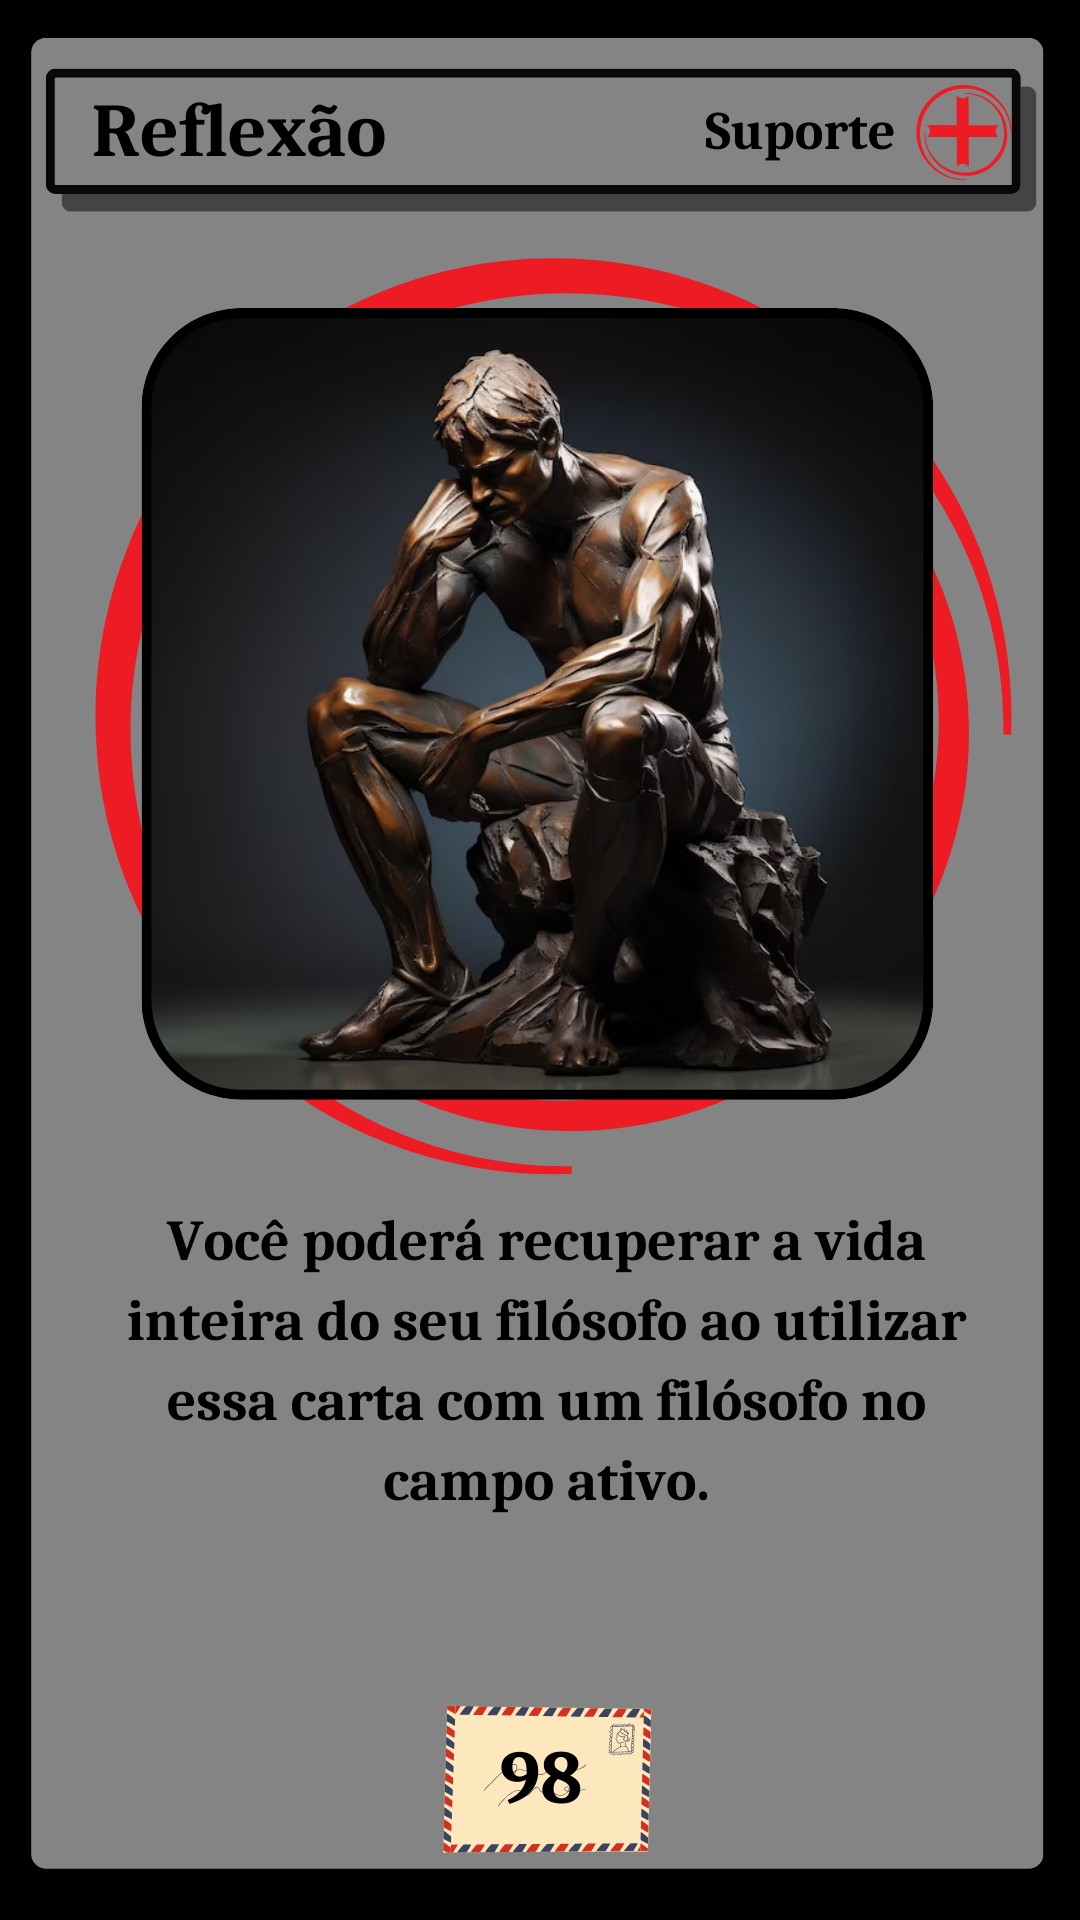 Reflexão
Suporte
Você poderá recuperar a vida
inteira do seu filósofo ao utilizar
essa carta com um filósofo no
campo ativo.
98